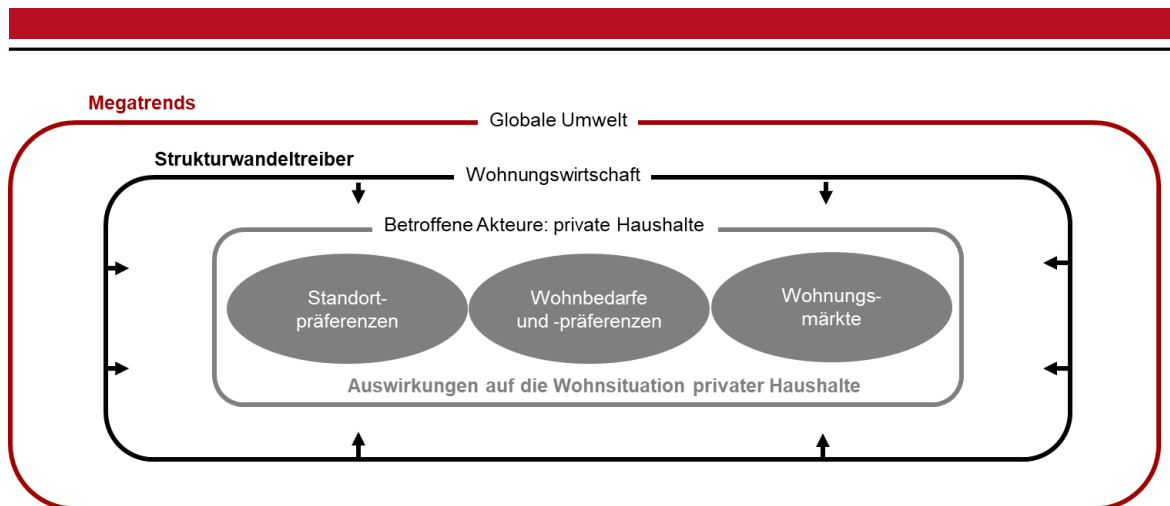 Megatrends
Globale Umwelt
Strukturwandeltreiber
Wohnungswirtschaft
Betroffene Akteure: private Haushalte
Standort-
präferenzen
Wohnbedarfe
und -präferenzen
Wohnungs-
märkte
Auswirkungen auf die Wohnsituation privater Haushalte